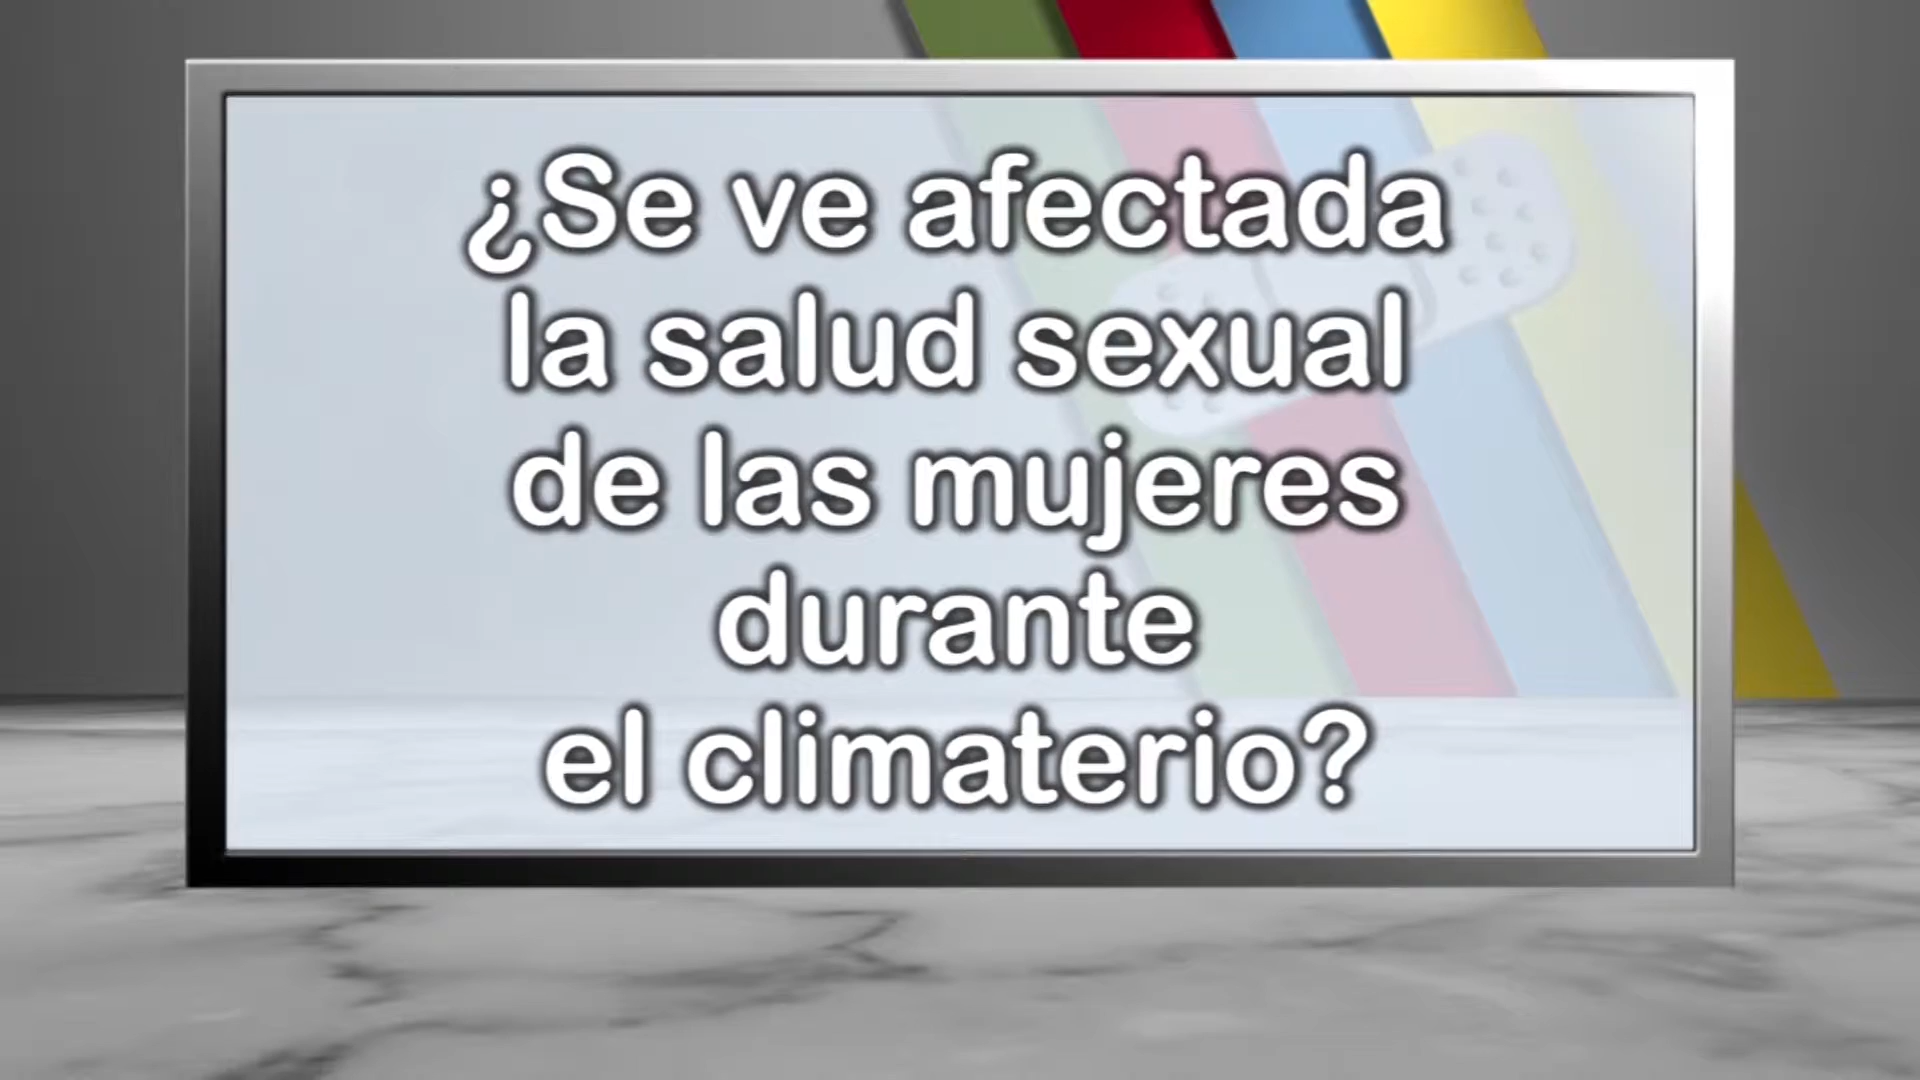 ¿Se ve afectada
la salud sexual
de las mujeres
durante
el climaterio?